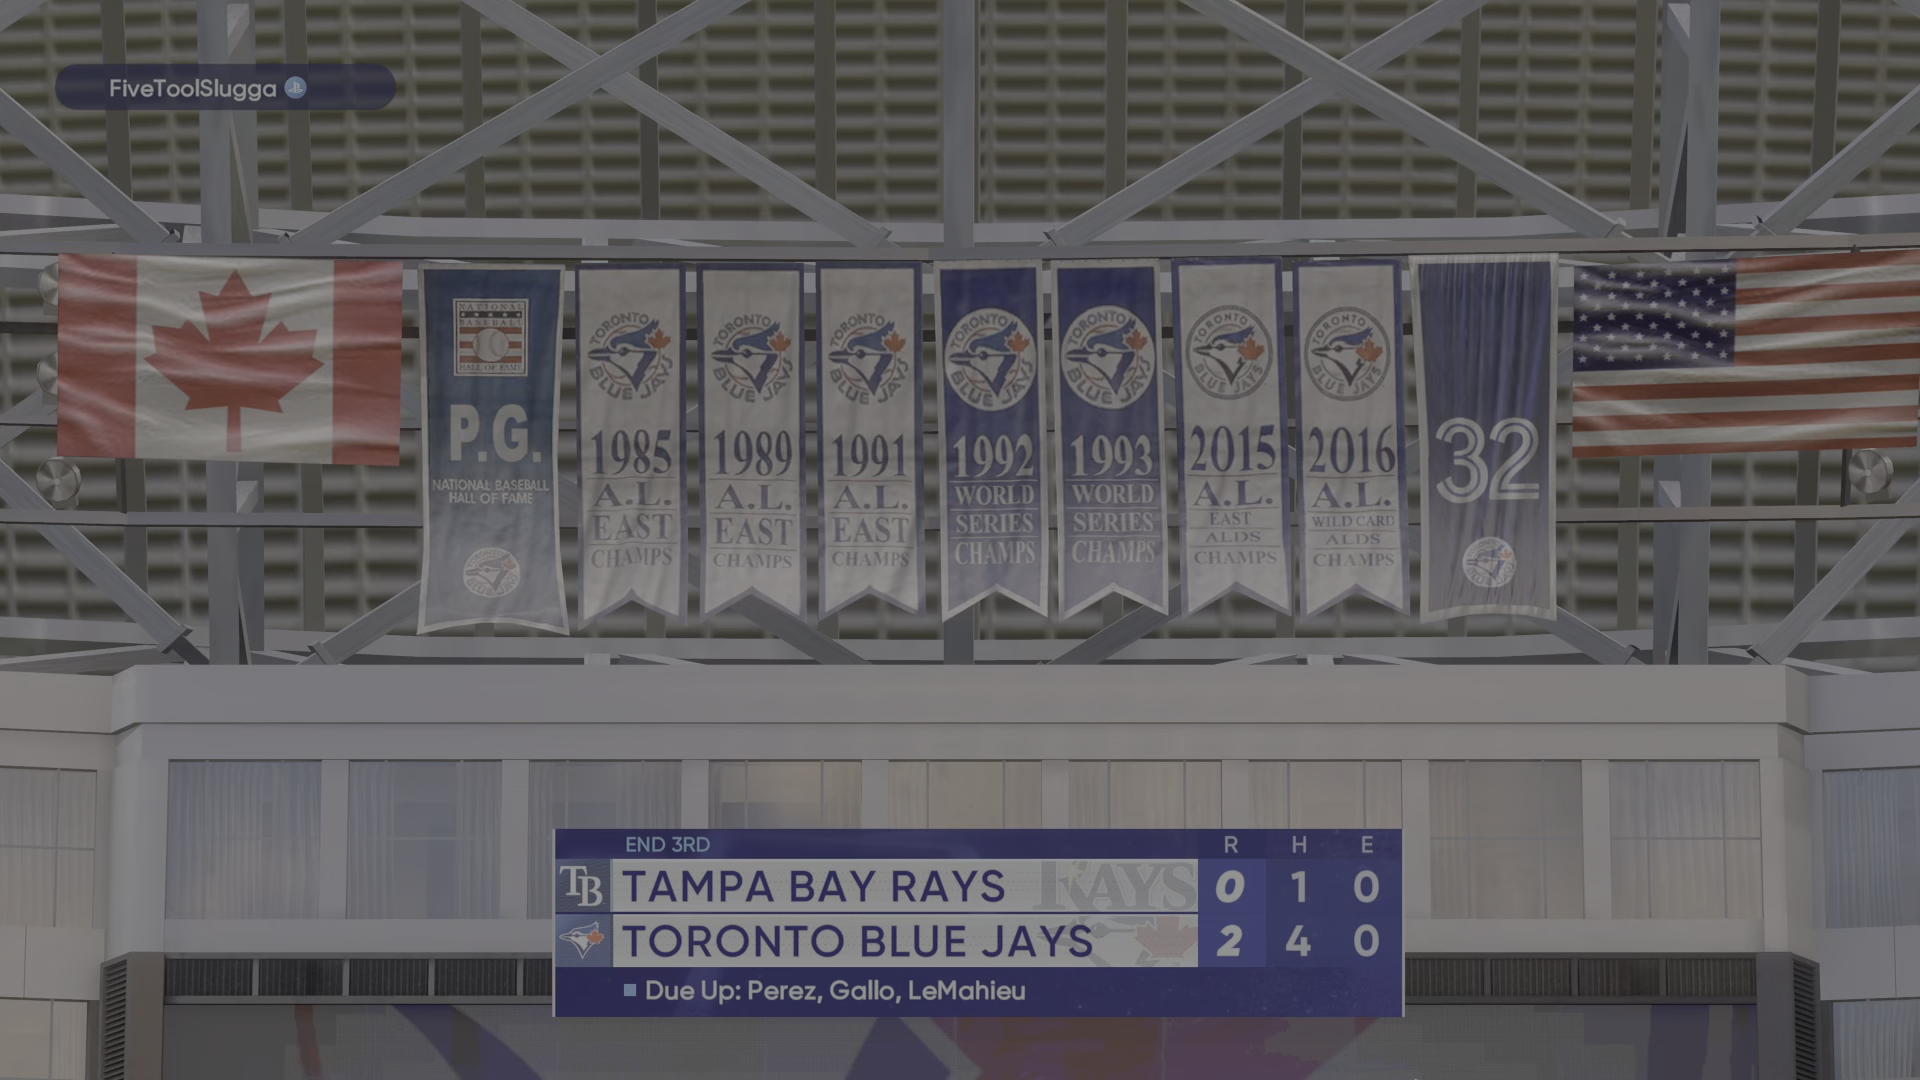 FiveToolSlugga
NATIONAL
BASEBALL
HALL OF FAME
P.G.
NATIONAL BASEBALL
HALL OF FAME
TORONTO
BLUE JAYS
1985
A.L.
EAST
CHAMPS
TORONTO
BLUE JAYS
1989
A.L.
EAST
CHAMPS
TORONTO
BLUE JAYS
1991
A.L.
EAST
CHAMPS
TORONTO
BLUE JAYS
1992
WORLD
SERIES
CHAMPS
TORONTO
BLUE JAYS
1993
WORLD
SERIES
CHAMPS
TORONTO
BLUE JAYS
2015
A.L.
EAST
ALDS
CHAMPS
TORONTO
BLUE JAYS
2016
A.L.
WILD CARD
ALDS
CHAMPS
32
END 3RD R H E
TB TAMPA BAY RAYS RAYS 0 1 0
TORONTO BLUE JAYS 2 4 0
Due Up: Perez, Gallo, LeMahieu